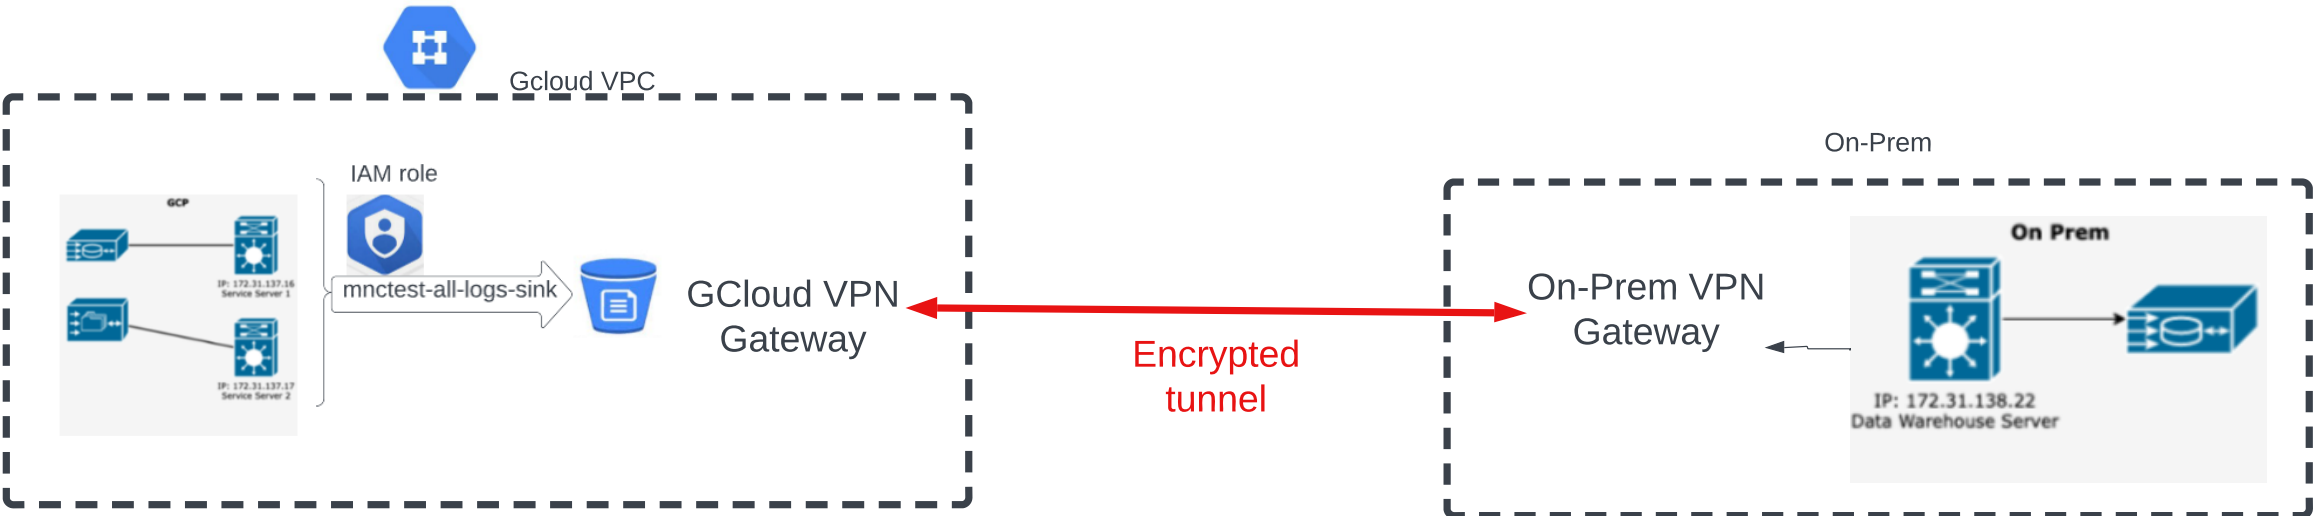 Gcloud VPC
IAM role
GCP
IP: 172.31.137.16
Service Server 1
mnctest-all-logs-sink
IP: 172.31.137.17
Service Server 2
GCloud VPN
Gateway
Encrypted
tunnel
On-Prem
On-Prem VPN
Gateway
On Prem
IP: 172.31.138.22
Data Warehouse Server